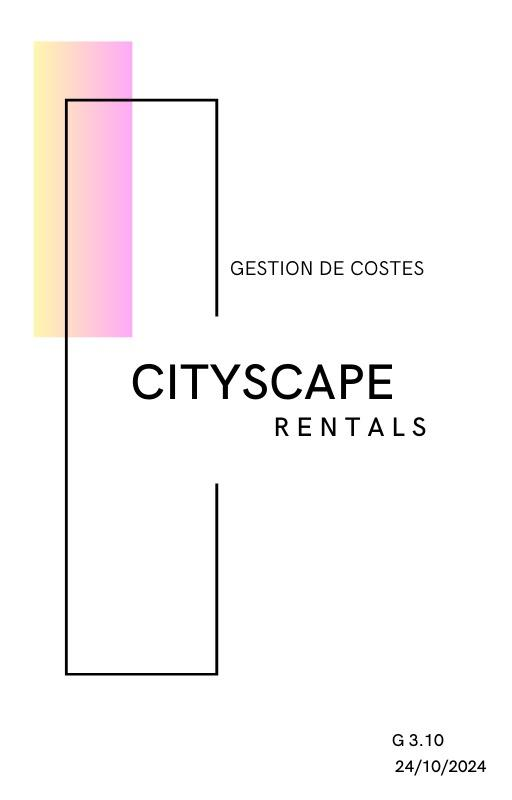 GESTION DE COSTES
CITYSCAPE
RENTALS
G 3.10
24/10/2024